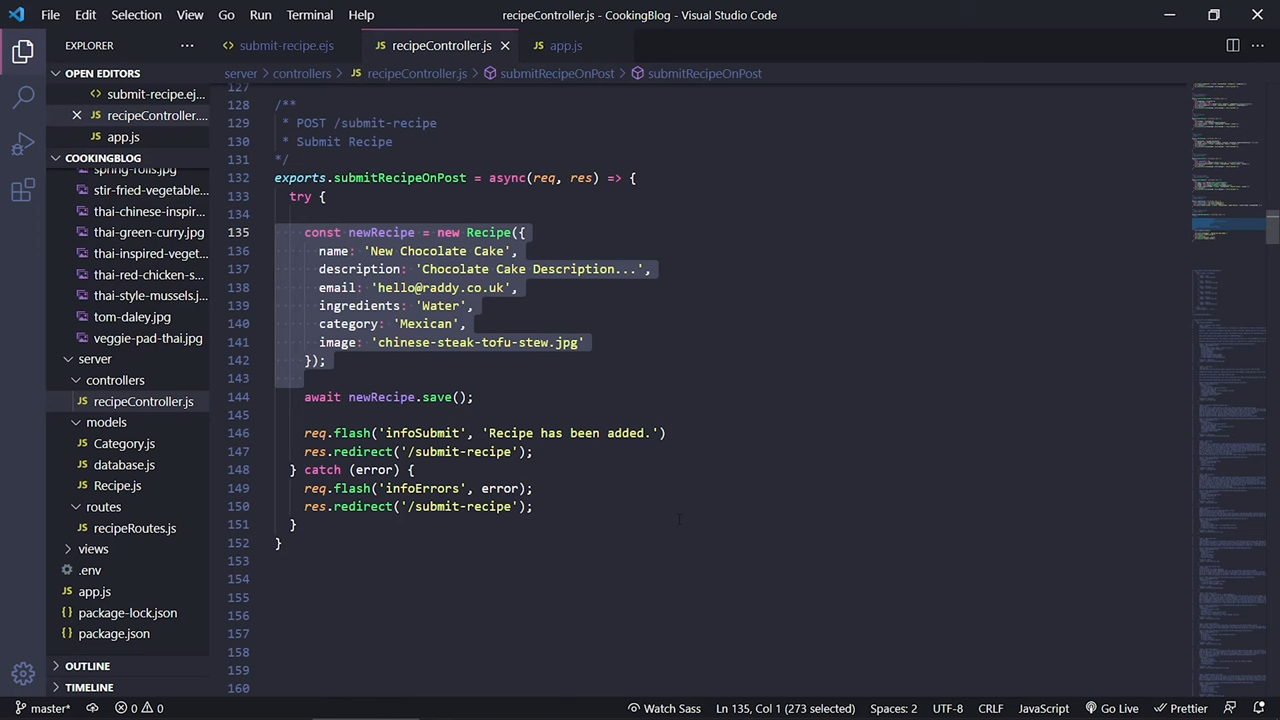 File Edit Selection View Go Run Terminal Help
recipeController.js - CookingBlog - Visual Studio Code
EXPLORER
submit-recipe.ejs
recipeController.js
app.js
server
controllers
recipeController.js
submitRecipeOnPost
submitRecipeOnPost
OPEN EDITORS
submit-recipe.ej...
recipeController....
app.js
COOKINGBLOG
stir-fried-vegetable...
thai-chinese-inspir...
thai-green-curry.jpg
thai-inspired-veget...
thai-red-chicken-s...
thai-style-mussels.j...
tom-daley.jpg
veggie-pad-thai.jpg
server
controllers
recipeController.js
models
Category.js
database.js
Recipe.js
routes
recipeRoutes.js
views
.env
package-lock.json
package.json
OUTLINE
TIMELINE
127
128 /**
129 * POST /submit-recipe
130 * Submit Recipe
131 */
132 exports.submitRecipeOnPost = req, res) => {
133 try {
134
135 const newRecipe = new Recipe({
136 name: 'New Chocolate Cake',
137 description: 'Chocolate Cake Description...',
138 email: 'hello@raddy.co.uk',
139 ingredients: 'Water',
140 category: 'Mexican',
141 image: 'chinese-steak-tofu-stew.jpg'
142 });
143
144 await newRecipe.save();
145
146 req.flash('infoSubmit', 'Recipe has been added.')
147 res.redirect('/submit-recipe');
148 } catch (error) {
149 req.flash('infoErrors', error);
150 res.redirect('/submit-recipe');
151 }
152 }
153
154
155
156
157
158
159
160
master* 0 0
Watch Sass Ln 135, Col 1 (273 selected) Spaces: 2 UTF-8 CRLF JavaScript Go Live Prettier